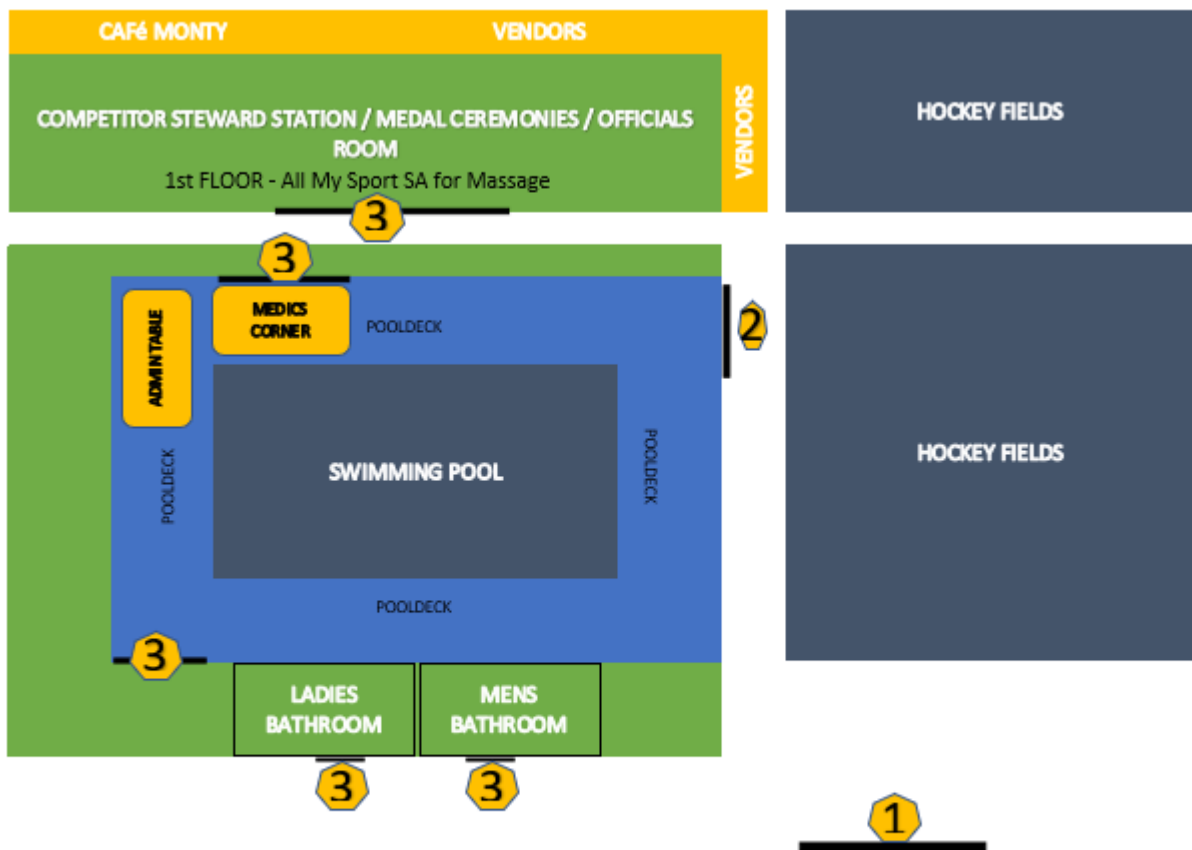 CAFé MONTY
VENDORS
VENDORS
COMPETITOR STEWARD STATION / MEDAL CEREMONIES / OFFICIALS
ROOM
1st FLOOR - All My Sport SA for Massage
3
HOCKEY FIELDS
3
MEDICS
CORNER
POOLDECK
ADMIN TABLE
2
POOLDECK
SWIMMING POOL
POOLDECK
HOCKEY FIELDS
POOLDECK
3
LADIES
BATHROOM
MENS
BATHROOM
3
3
1